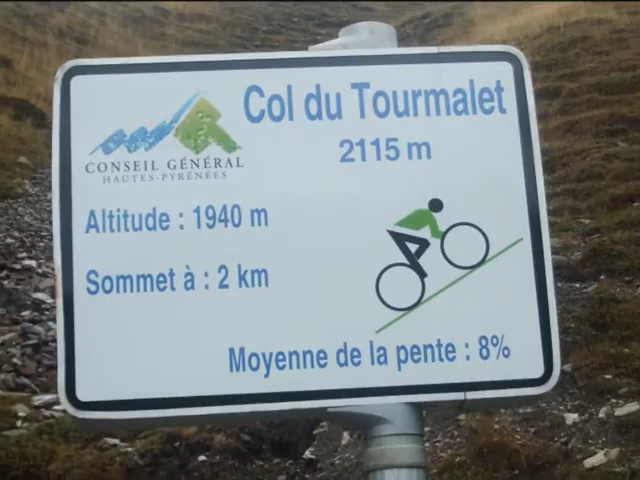 Col du Tourmalet
2115 m
CONSEIL GÉNÉRAL
HAUTES-PYRÉNÉES
Altitude : 1940 m
Sommet à : 2 km
Moyenne de la pente : 8%